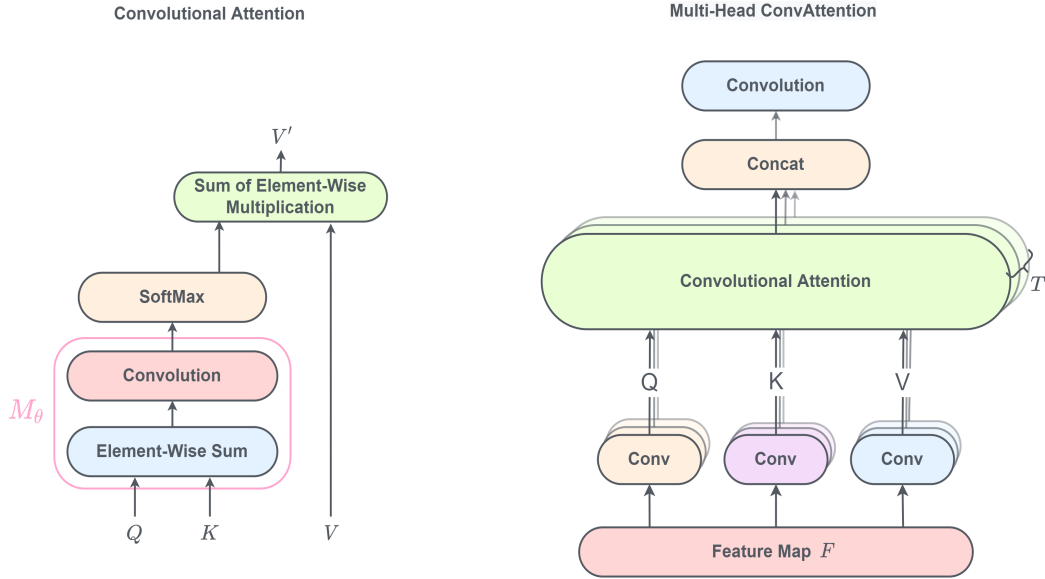 Convolutional Attention
V′
Sum of Element-Wise
Multiplication
SoftMax
Convolution
M_θ
Element-Wise Sum
Q K V
Multi-Head ConvAttention
Convolution
Concat
Convolutional Attention
T
Q K V
Conv Conv Conv
Feature Map F